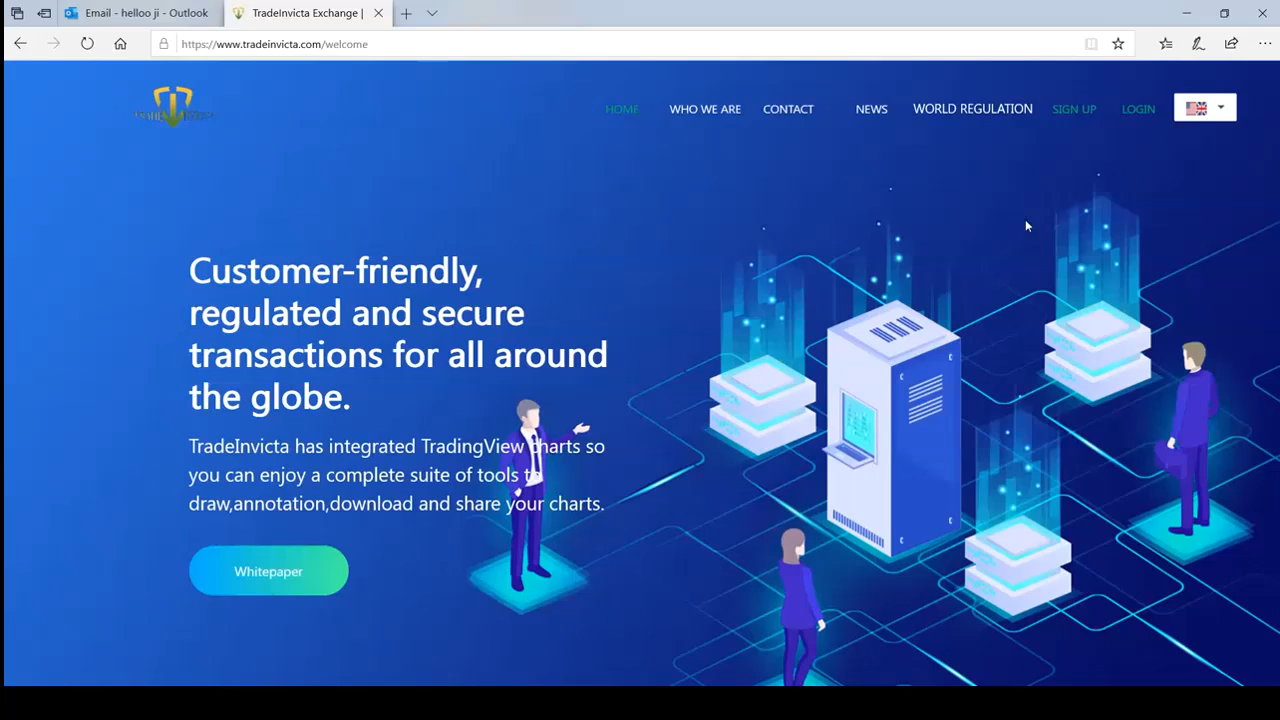 Email - helloo ji - Outlook
TradeInvicta Exchange |
https://www.tradeinvicta.com/welcome
HOME
WHO WE ARE
CONTACT
NEWS
WORLD REGULATION
SIGN UP
LOGIN
Customer-friendly,
regulated and secure
transactions for all around
the globe.
TradeInvicta has integrated TradingView charts so
you can enjoy a complete suite of tools to
draw,annotation,download and share your charts.
Whitepaper